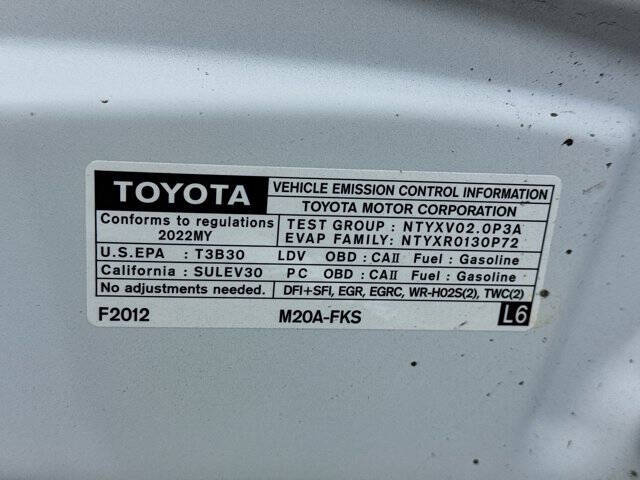 TOYOTA VEHICLE EMISSION CONTROL INFORMATION
TOYOTA MOTOR CORPORATION
Conforms to regulations TEST GROUP : NTYXV02.0P3A
2022MY EVAP FAMILY: NTYXR0130P72
U.S.EPA : T3B30 LDV OBD : CAII Fuel : Gasoline
California : SULEV30 PC OBD : CAII Fuel : Gasoline
No adjustments needed. DFI+SFI, EGR, EGRC, WR-HO2S(2), TWC(2)
F2012 M20A-FKS L6